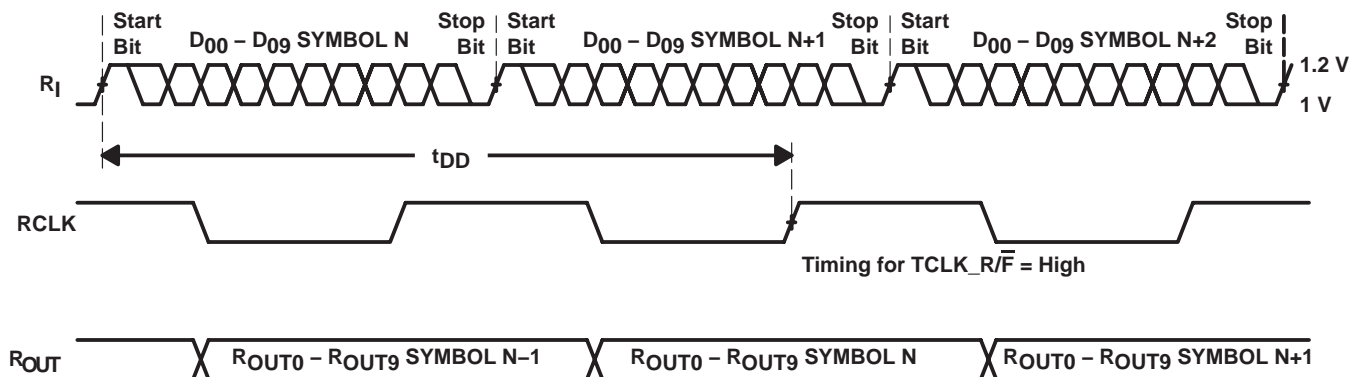 Start Bit
D00 – D09 SYMBOL N
Stop Bit
Start Bit
D00 – D09 SYMBOL N+1
Stop Bit
Start Bit
D00 – D09 SYMBOL N+2
Stop Bit
RI
1.2 V
1 V
tDD
RCLK
Timing for TCLK_R/F̅ = High
ROUT
ROUT0 – ROUT9 SYMBOL N–1
ROUT0 – ROUT9 SYMBOL N
ROUT0 – ROUT9 SYMBOL N+1